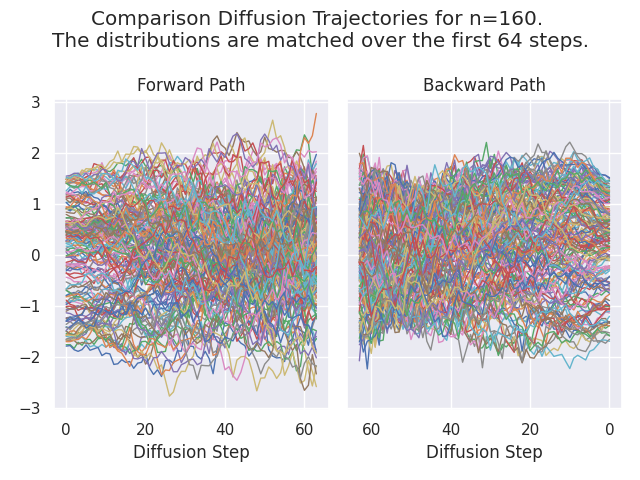 Comparison Diffusion Trajectories for n=160.
The distributions are matched over the first 64 steps.
Forward Path
Backward Path
3
2
1
0
−1
−2
−3
0 20 40 60
60 40 20 0
Diffusion Step
Diffusion Step